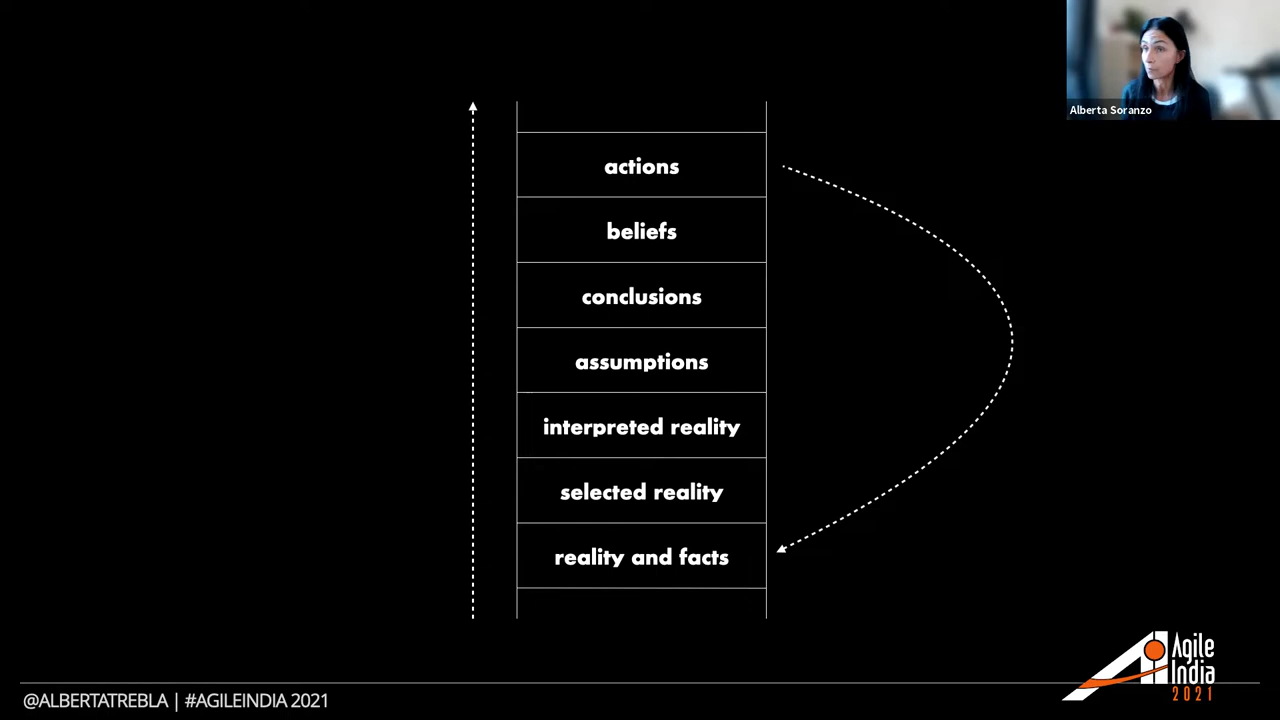 Alberta Soranzo
actions
beliefs
conclusions
assumptions
interpreted reality
selected reality
reality and facts
@ALBERTATREBLA | #AGILEINDIA 2021
Agile
India
2021